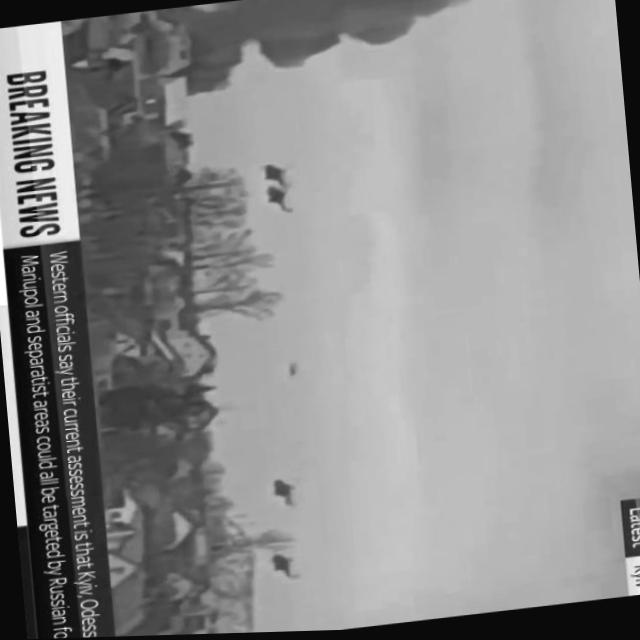 BREAKING NEWS
Western officials say their current assessment is that Kyiv, Odess
Mariupol and separatist areas could all be targeted by Russian fo
Latest